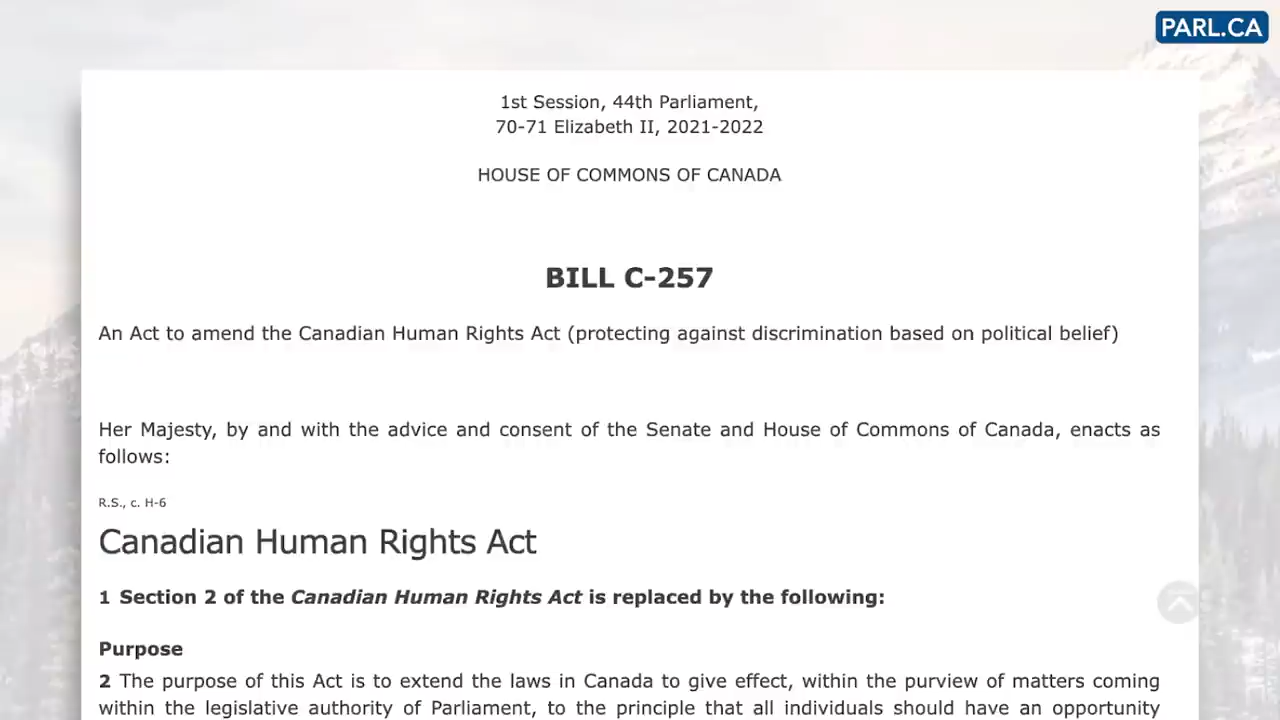 PARL.CA
1st Session, 44th Parliament,
70-71 Elizabeth II, 2021-2022
HOUSE OF COMMONS OF CANADA
BILL C-257
An Act to amend the Canadian Human Rights Act (protecting against discrimination based on political belief)
Her Majesty, by and with the advice and consent of the Senate and House of Commons of Canada, enacts as
follows:
R.S., c. H-6
Canadian Human Rights Act
1 Section 2 of the Canadian Human Rights Act is replaced by the following:
Purpose
2 The purpose of this Act is to extend the laws in Canada to give effect, within the purview of matters coming
within the legislative authority of Parliament, to the principle that all individuals should have an opportunity